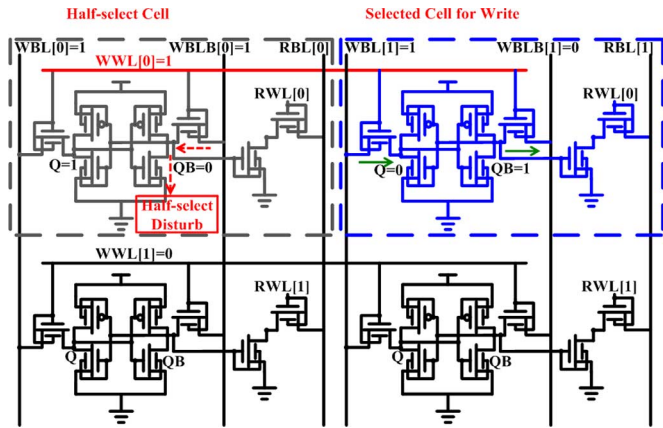 Half-select Cell
Selected Cell for Write
WBL[0]=1 WBLB[0]=1 RBL[0] WBL[1]=1 WBLB[1]=0 RBL[1]
WWL[0]=1
RWL[0] RWL[0]
Q=1 QB=0 Q=0 QB=1
Half-select
Disturb
WWL[1]=0
RWL[1] RWL[1]
Q QB Q QB